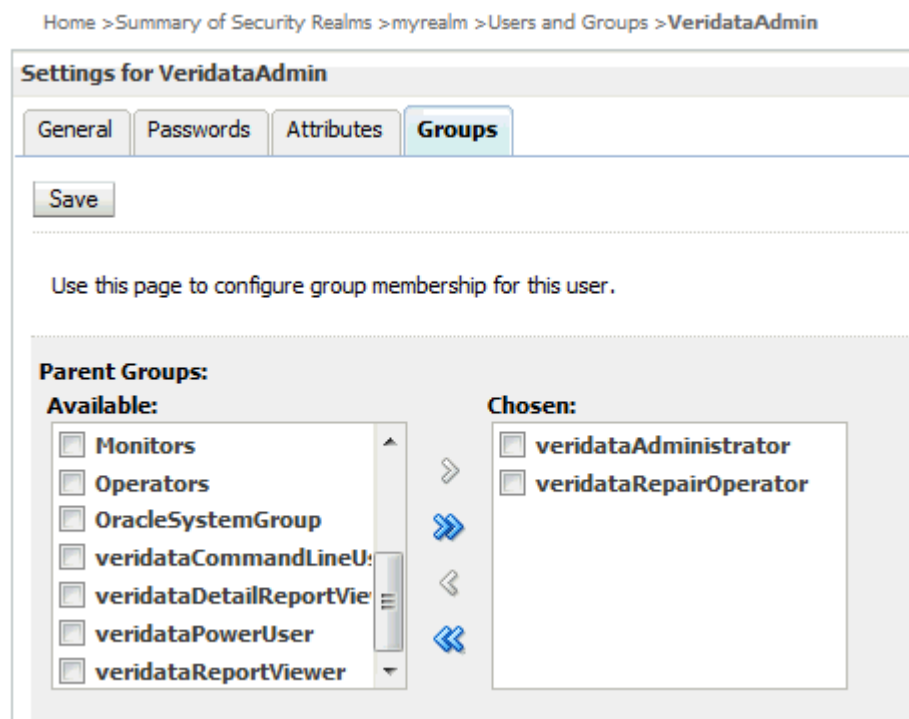 Home >Summary of Security Realms >myrealm >Users and Groups >VeridataAdmin
Settings for VeridataAdmin
General Passwords Attributes Groups
Save
Use this page to configure group membership for this user.
Parent Groups:
Available:
Monitors
Operators
OracleSystemGroup
veridataCommandLineU
veridataDetailReportVie
veridataPowerUser
veridataReportViewer
Chosen:
veridataAdministrator
veridataRepairOperator